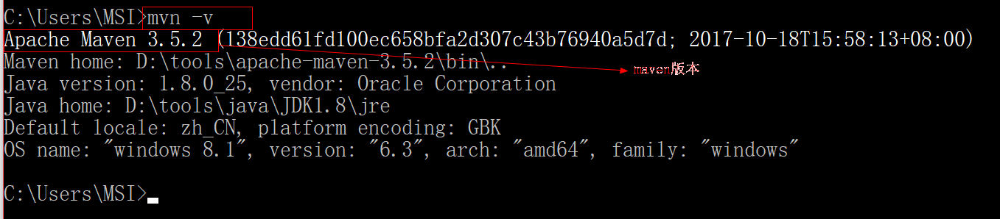 C:\Users\MSI>mvn -v
Apache Maven 3.5.2 (138edd61fd100ec658bfa2d307c43b76940a5d7d; 2017-10-18T15:58:13+08:00)
Maven home: D:\tools\apache-maven-3.5.2\bin\..
maven版本
Java version: 1.8.0_25, vendor: Oracle Corporation
Java home: D:\tools\java\JDK1.8\jre
Default locale: zh_CN, platform encoding: GBK
OS name: "windows 8.1", version: "6.3", arch: "amd64", family: "windows"
C:\Users\MSI>